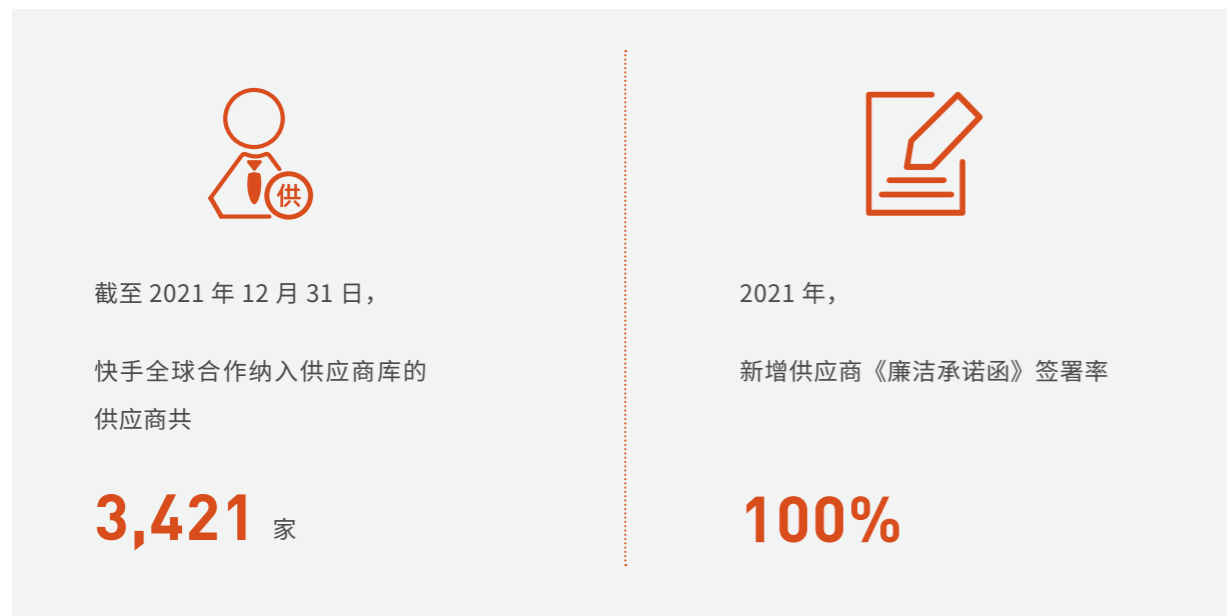 供
截至 2021 年 12 月 31 日，
快手全球合作纳入供应商库的
供应商共
3,421 家
2021 年，
新增供应商《廉洁承诺函》签署率
100%